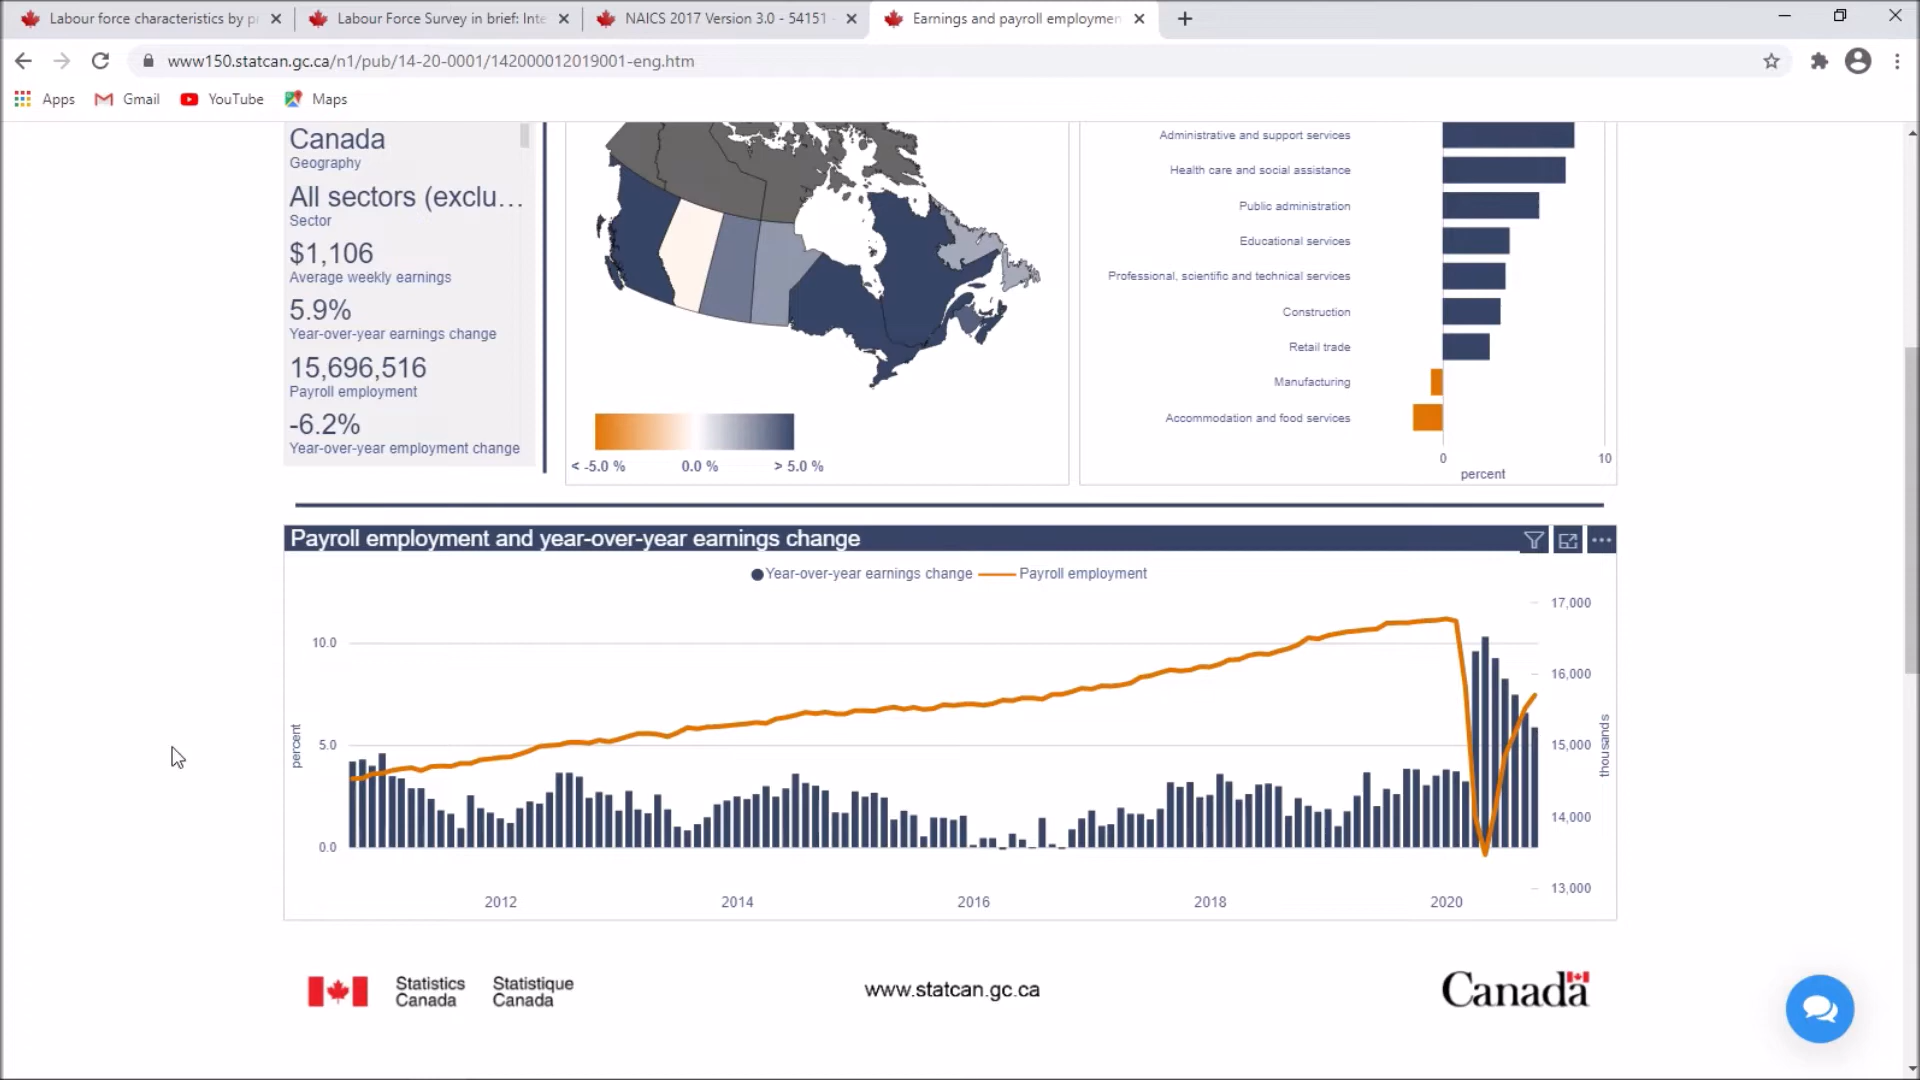 Labour force characteristics by pr
Labour Force Survey in brief: Inte
NAICS 2017 Version 3.0 - 54151 -
Earnings and payroll employmen
www150.statcan.gc.ca/n1/pub/14-20-0001/142000012019001-eng.htm
Apps
Gmail
YouTube
Maps
Canada
Geography
All sectors (exclu...
Sector
$1,106
Average weekly earnings
5.9%
Year-over-year earnings change
15,696,516
Payroll employment
-6.2%
Year-over-year employment change
< -5.0 %
0.0 %
> 5.0 %
Administrative and support services
Health care and social assistance
Public administration
Educational services
Professional, scientific and technical services
Construction
Retail trade
Manufacturing
Accommodation and food services
0
10
percent
Payroll employment and year-over-year earnings change
Year-over-year earnings change
Payroll employment
10.0
5.0
0.0
percent
17,000
16,000
15,000
14,000
13,000
thousands
2012
2014
2016
2018
2020
Statistics Statistique
Canada Canada
www.statcan.gc.ca
Canada